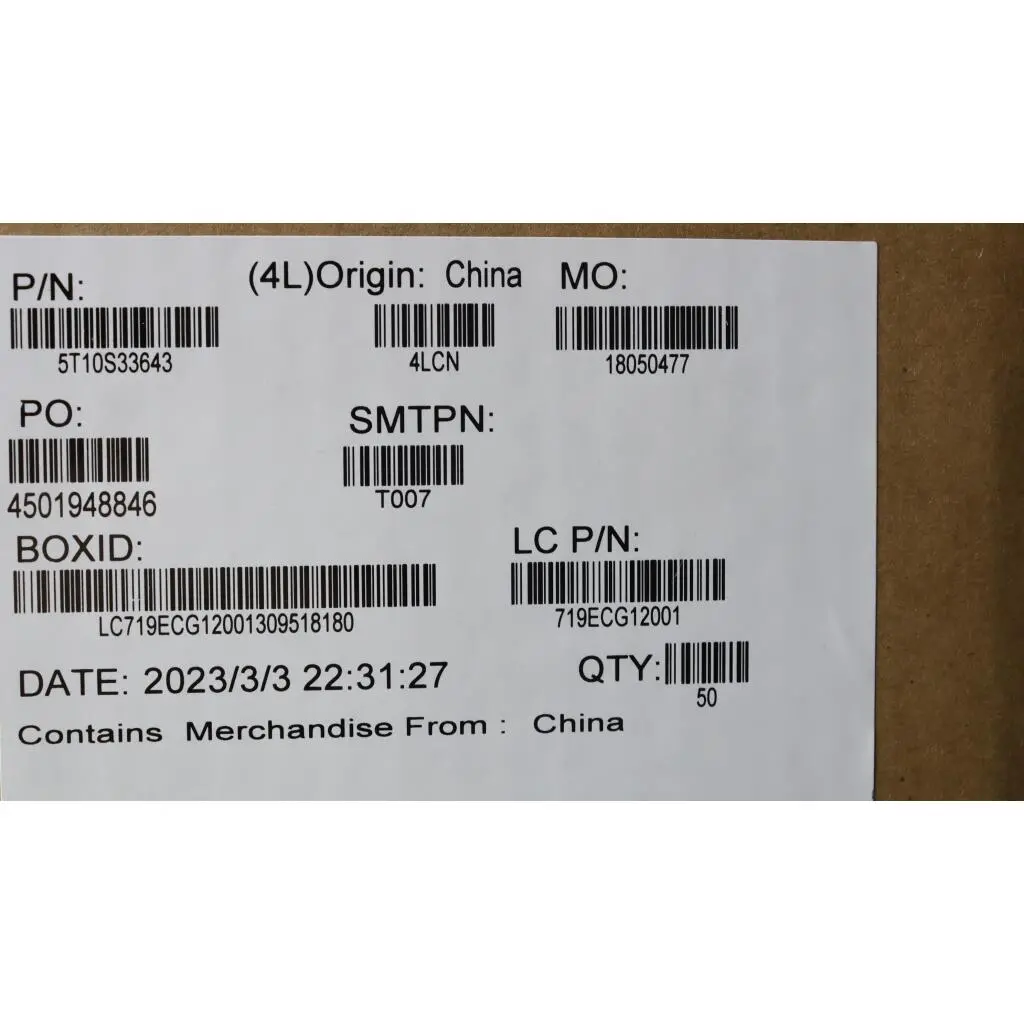 P/N: (4L)Origin: China MO:
5T10S33643 4LCN 18050477
PO: SMTPN:
4501948846 T007
BOXID: LC P/N:
LC719ECG12001309518180 719ECG12001
DATE: 2023/3/3 22:31:27 QTY:
50
Contains Merchandise From : China